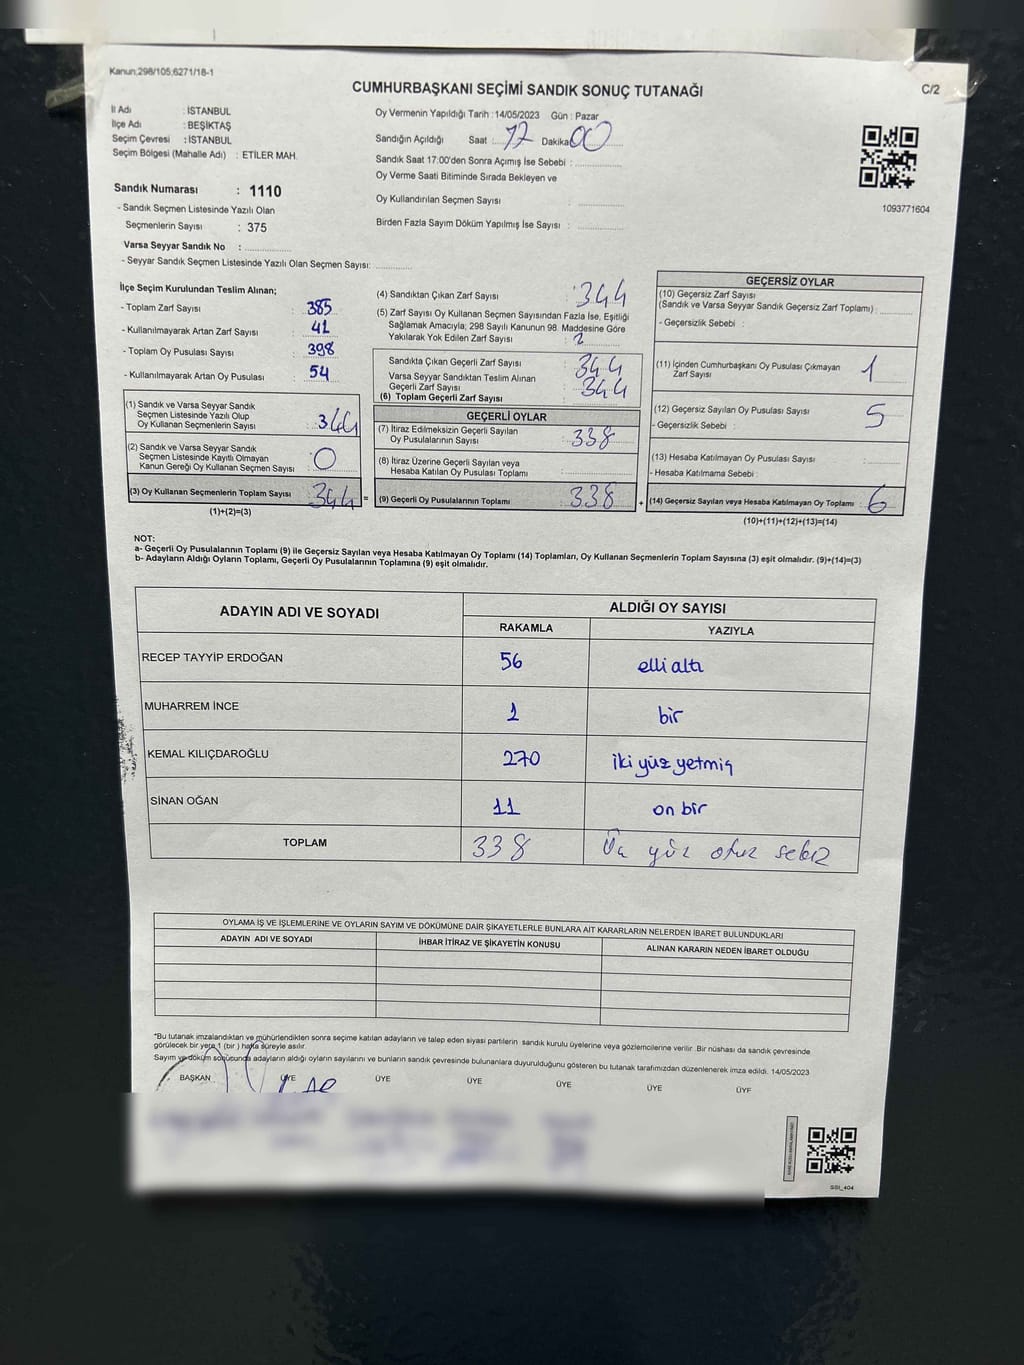 Kanun:298/105;6271/18-1
CUMHURBAŞKANI SEÇİMİ SANDIK SONUÇ TUTANAĞI
C/2
İl Adı : İSTANBUL
İlçe Adı : BEŞİKTAŞ
Seçim Çevresi : İSTANBUL
Seçim Bölgesi (Mahalle Adı) : ETİLER MAH.
Oy Vermenin Yapıldığı Tarih :14/05/2023 Gün : Pazar
Sandığın Açıldığı Saat : 17 Dakika 00
Sandık Saat 17:00'den Sonra Açımış İse Sebebi :
Oy Verme Saati Bitiminde Sırada Bekleyen ve
Oy Kullandırılan Seçmen Sayısı :
Birden Fazla Sayım Döküm Yapılmış İse Sayısı :
1093771604
Sandık Numarası : 1110
- Sandık Seçmen Listesinde Yazılı Olan
Seçmenlerin Sayısı : 375
Varsa Seyyar Sandık No :
- Seyyar Sandık Seçmen Listesinde Yazılı Olan Seçmen Sayısı:
İlçe Seçim Kurulundan Teslim Alınan;
- Toplam Zarf Sayısı : 385
- Kullanılmayarak Artan Zarf Sayısı : 41
- Toplam Oy Pusulası Sayısı : 398
- Kullanılmayarak Artan Oy Pusulası : 54
(1) Sandık ve Varsa Seyyar Sandık
Seçmen Listesinde Yazılı Olup
Oy Kullanan Seçmenlerin Sayısı : 344
(2) Sandık ve Varsa Seyyar Sandık
Seçmen Listesinde Kayıtlı Olmayan
Kanun Gereği Oy Kullanan Seçmen Sayısı : 0
(3) Oy Kullanan Seçmenlerin Toplam Sayısı 344 =
(1)+(2)=(3)
(4) Sandıktan Çıkan Zarf Sayısı : 344
(5) Zarf Sayısı Oy Kullanan Seçmen Sayısından Fazla İse, Eşitliği
Sağlamak Amacıyla; 298 Sayılı Kanunun 98. Maddesine Göre
Yakılarak Yok Edilen Zarf Sayısı :
Sandıkta Çıkan Geçerli Zarf Sayısı : 344
Varsa Seyyar Sandıktan Teslim Alınan
Geçerli Zarf Sayısı :
(6) Toplam Geçerli Zarf Sayısı 344
GEÇERLİ OYLAR
(7) İtiraz Edilmeksizin Geçerli Sayılan
Oy Pusulalarının Sayısı : 338
(8) İtiraz Üzerine Geçerli Sayılan veya
Hesaba Katılan Oy Pusulası Toplamı :
(9) Geçerli Oy Pusulalarının Toplamı : 338 +
GEÇERSİZ OYLAR
(10) Geçersiz Zarf Sayısı
(Sandık ve Varsa Seyyar Sandık Geçersiz Zarf Toplamı) :
- Geçersizlik Sebebi :
(11) İçinden Cumhurbaşkanı Oy Pusulası Çıkmayan
Zarf Sayısı : 1
(12) Geçersiz Sayılan Oy Pusulası Sayısı : 5
- Geçersizlik Sebebi :
(13) Hesaba Katılmayan Oy Pusulası Sayısı :
- Hesaba Katılmama Sebebi :
(14) Geçersiz Sayılan veya Hesaba Katılmayan Oy Toplamı : 6
(10)+(11)+(12)+(13)=(14)
NOT:
a- Geçerli Oy Pusulalarının Toplamı (9) ile Geçersiz Sayılan veya Hesaba Katılmayan Oy Toplamı (14) Toplamları, Oy Kullanan Seçmenlerin Toplam Sayısına (3) eşit olmalıdır. (9)+(14)=(3)
b- Adayların Aldığı Oyların Toplamı, Geçerli Oy Pusulalarının Toplamına (9) eşit olmalıdır.
ADAYIN ADI VE SOYADI
ALDIĞI OY SAYISI
RAKAMLA YAZIYLA
RECEP TAYYİP ERDOĞAN 56 elli altı
MUHARREM İNCE 1 bir
KEMAL KILIÇDAROĞLU 270 iki yüz yetmiş
SİNAN OĞAN 11 on bir
TOPLAM 338 Üç yüz otuz sekiz
OYLAMA İŞ VE İŞLEMLERİNE VE OYLARIN SAYIM VE DÖKÜMÜNE DAİR ŞİKAYETLERLE BUNLARA AİT KARARLARIN NELERDEN İBARET BULUNDUKLARI
ADAYIN ADI VE SOYADI İHBAR İTİRAZ VE ŞİKAYETİN KONUSU ALINAN KARARIN NEDEN İBARET OLDUĞU
*Bu tutanak imzalandıktan ve mühürlendikten sonra seçime katılan adayların ve talep eden siyasi partilerin sandık kurulu üyelerine veya gözlemcilerine verilir. Bir nüshası da sandık çevresinde
görülecek bir yere 1 (bir ) hafta süreyle asılır.
Sayım ve döküm sonucunda adayların aldığı oyların sayılarını ve bunların sandık çevresinde bulunanlara duyurulduğunu gösteren bu tutanak tarafımızdan düzenlenerek imza edildi. 14/05/2023
BAŞKAN ÜYE ÜYE ÜYE ÜYE ÜYE ÜYE
SSI_404